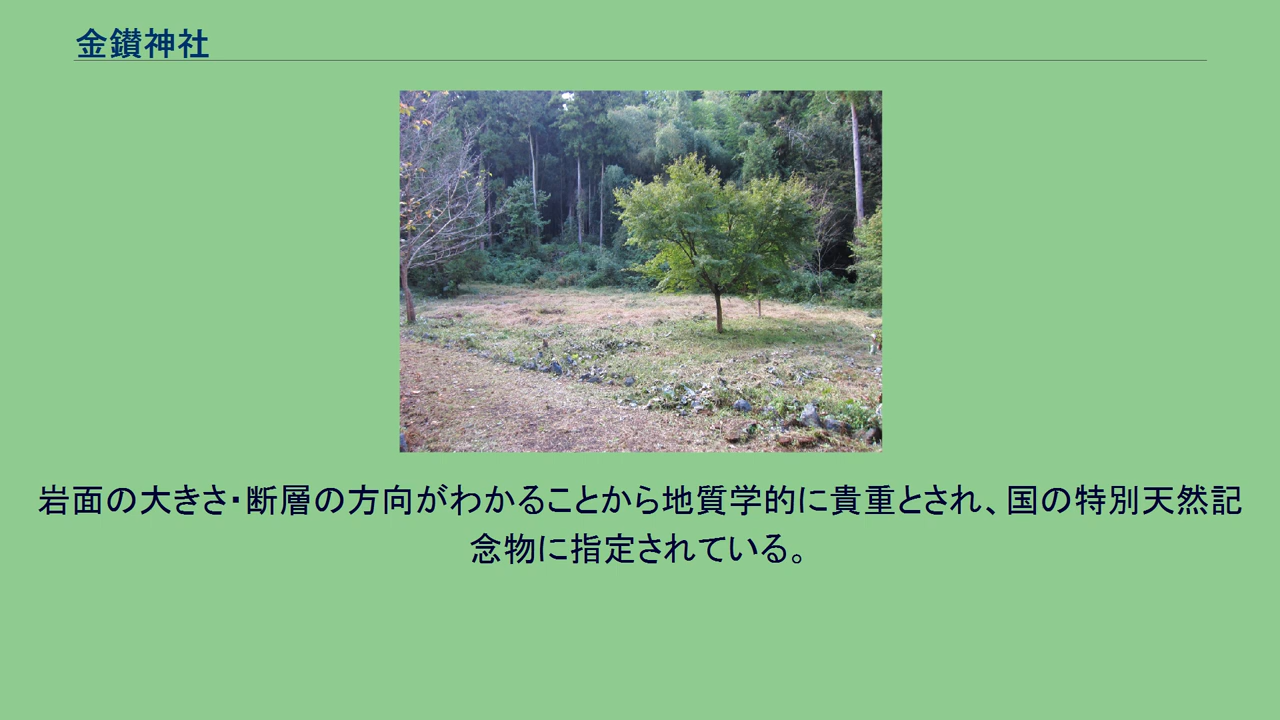 金鑚神社
岩面の大きさ・断層の方向がわかることから地質学的に貴重とされ、国の特別天然記
念物に指定されている。